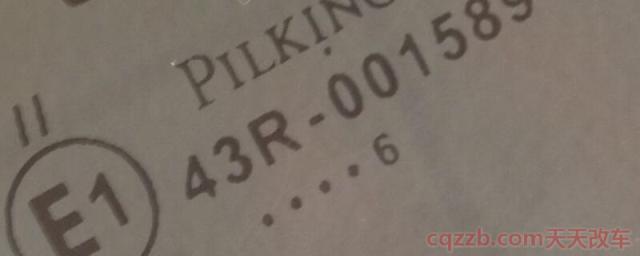 PILKIN
II
43R-001589
E1
....6
cqzzb.com天天改车